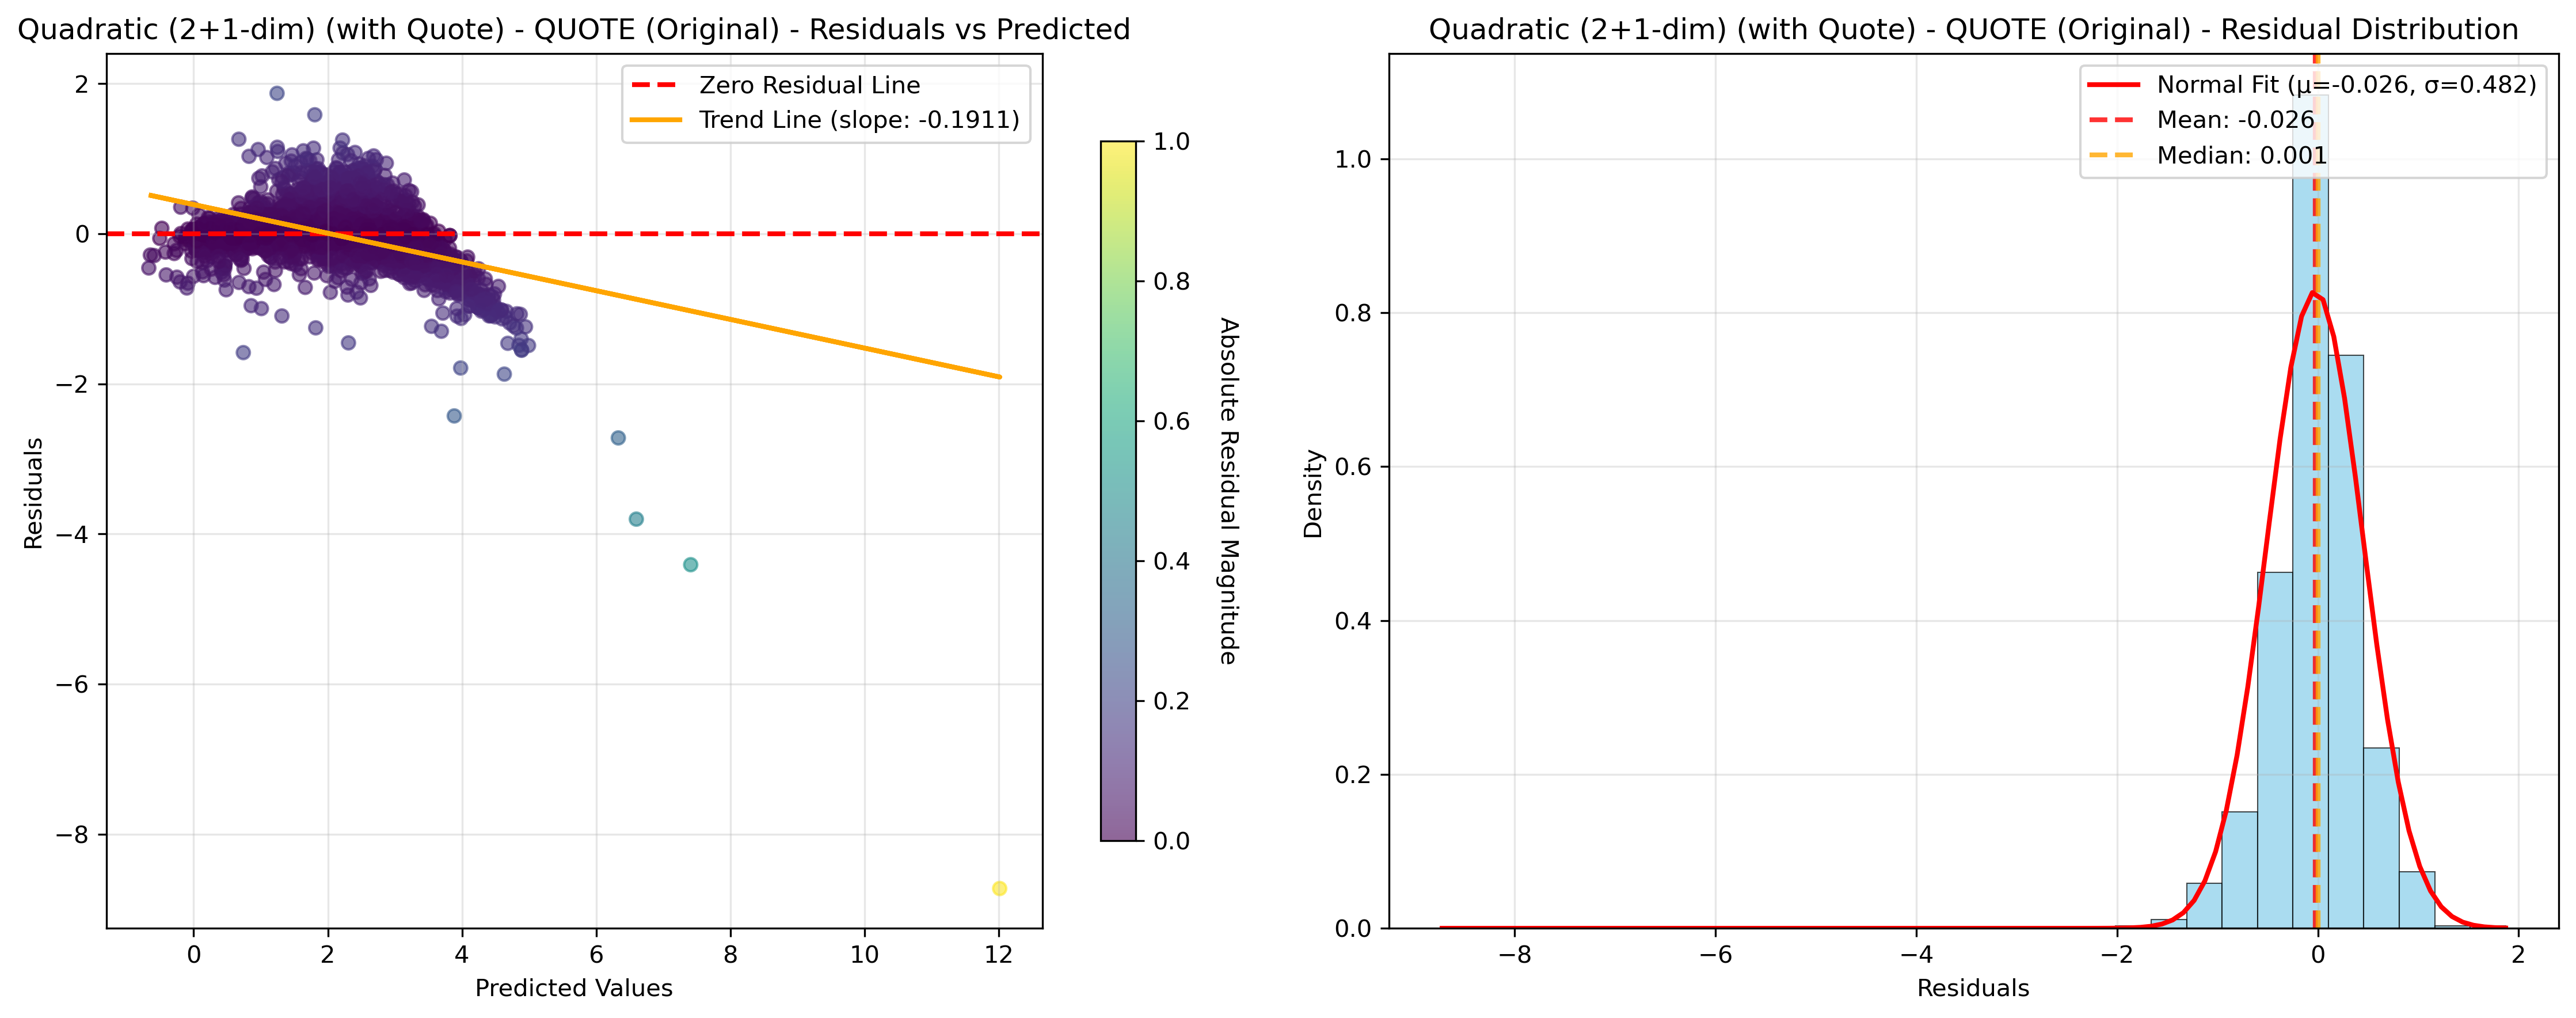 Quadratic (2+1-dim) (with Quote) - QUOTE (Original) - Residuals vs Predicted
Zero Residual Line
Trend Line (slope: -0.1911)
2
0
−2
−4
−6
−8
Residuals
0
2
4
6
8
10
12
Predicted Values
1.0
0.8
0.6
0.4
0.2
0.0
Absolute Residual Magnitude
Quadratic (2+1-dim) (with Quote) - QUOTE (Original) - Residual Distribution
Normal Fit (μ=-0.026, σ=0.482)
Mean: -0.026
Median: 0.001
1.0
0.8
0.6
0.4
0.2
0.0
Density
−8
−6
−4
−2
0
2
Residuals